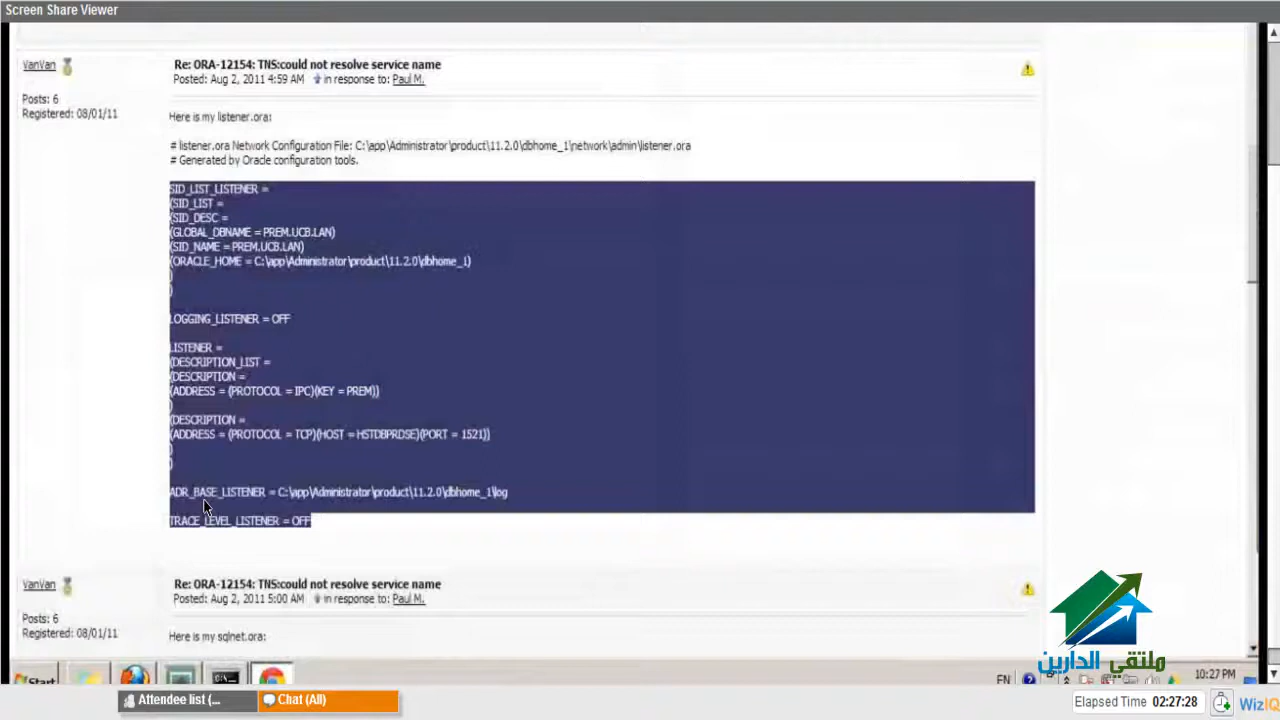 Screen Share Viewer
VanVan
Re: ORA-12154: TNS:could not resolve service name
Posted: Aug 2, 2011 4:59 AM in response to: Paul M.
Posts: 6
Registered: 08/01/11
Here is my listener.ora:
# listener.ora Network Configuration File: C:\app\Administrator\product\11.2.0\dbhome_1\network\admin\listener.ora
# Generated by Oracle configuration tools.
SID_LIST_LISTENER =
(SID_LIST =
(SID_DESC =
(GLOBAL_DBNAME = PREM.UCB.LAN)
(SID_NAME = PREM.UCB.LAN)
(ORACLE_HOME = C:\app\Administrator\product\11.2.0\dbhome_1)
)
)
LOGGING_LISTENER = OFF
LISTENER =
(DESCRIPTION_LIST =
(DESCRIPTION =
(ADDRESS = (PROTOCOL = IPC)(KEY = PREM))
)
(DESCRIPTION =
(ADDRESS = (PROTOCOL = TCP)(HOST = HSTDBPRDSE)(PORT = 1521))
)
)
ADR_BASE_LISTENER = C:\app\Administrator\product\11.2.0\dbhome_1\log
TRACE_LEVEL_LISTENER = OFF
VanVan
Re: ORA-12154: TNS:could not resolve service name
Posted: Aug 2, 2011 5:00 AM in response to: Paul M.
Posts: 6
Registered: 08/01/11
Here is my sqlnet.ora:
ملتقي الدارين
Start
EN
10:27 PM
Attendee list (...
Chat (All)
Elapsed Time 02:27:28
WizIQ